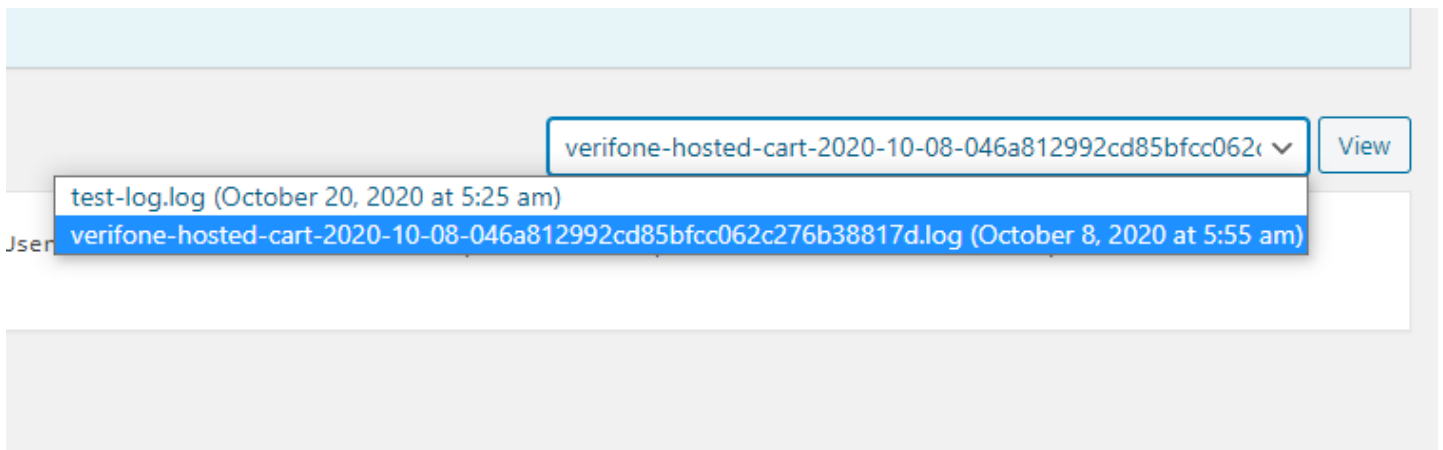 verifone-hosted-cart-2020-10-08-046a812992cd85bfcc062
View
test-log.log (October 20, 2020 at 5:25 am)
verifone-hosted-cart-2020-10-08-046a812992cd85bfcc062c276b38817d.log (October 8, 2020 at 5:55 am)